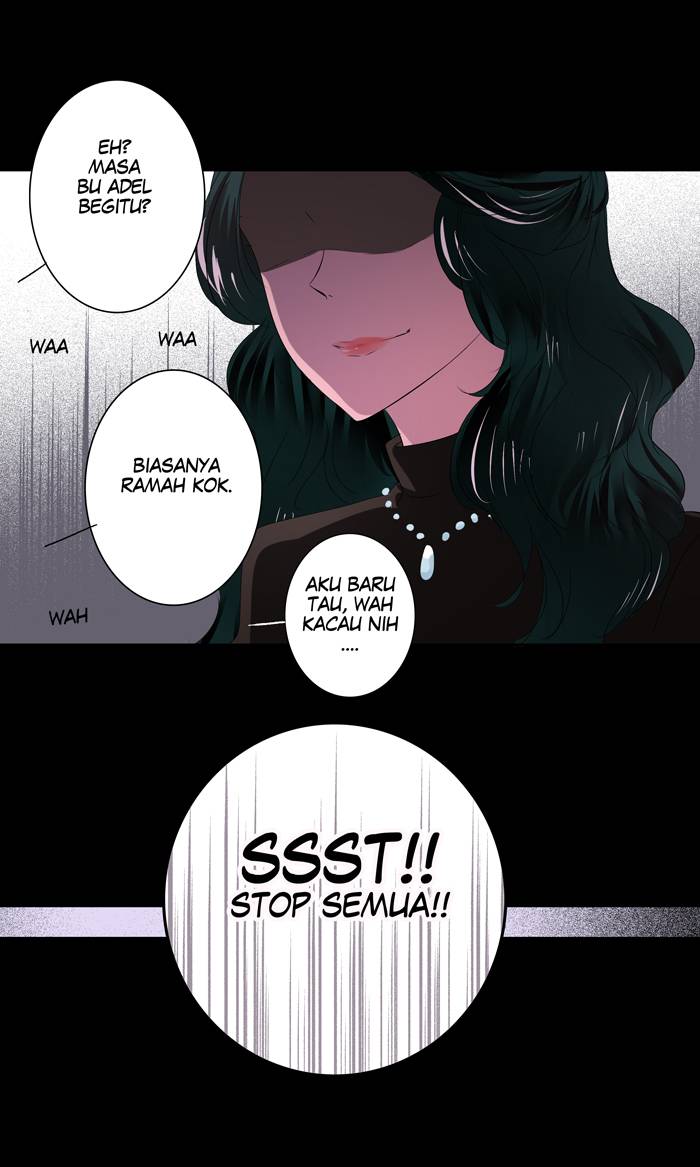 EH?
MASA
BU ADEL
BEGITU?
WAA
WAA
BIASANYA
RAMAH KOK.
WAH
AKU BARU
TAU, WAH
KACAU NIH
....
SSST!!
STOP SEMUA!!